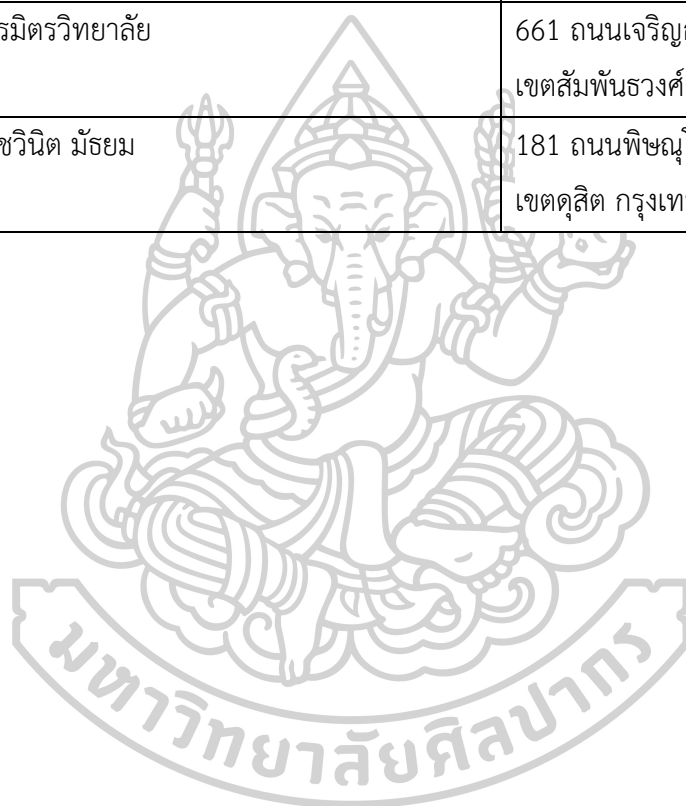 รมิตรวิทยาลัย
661 ถนนเจริญ
เขตสัมพันธวงศ์
ชวินิต มัธยม
181 ถนนพิษณุ
เขตดุสิต กรุงเท
มหาวิทยาลัยศิลปากร